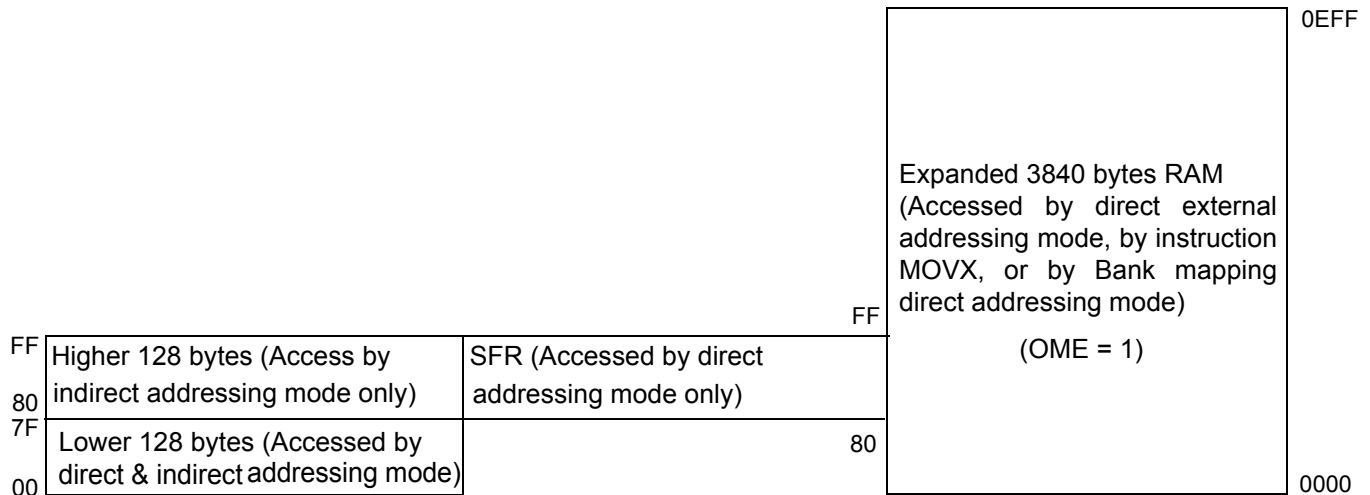 0EFF
Expanded 3840 bytes RAM
(Accessed by direct external
addressing mode, by instruction
MOVX, or by Bank mapping
direct addressing mode)
(OME = 1)
FF
FF
Higher 128 bytes (Access by
indirect addressing mode only)
80
SFR (Accessed by direct
addressing mode only)
7F
Lower 128 bytes (Accessed by
direct & indirect addressing mode)
00
80
0000